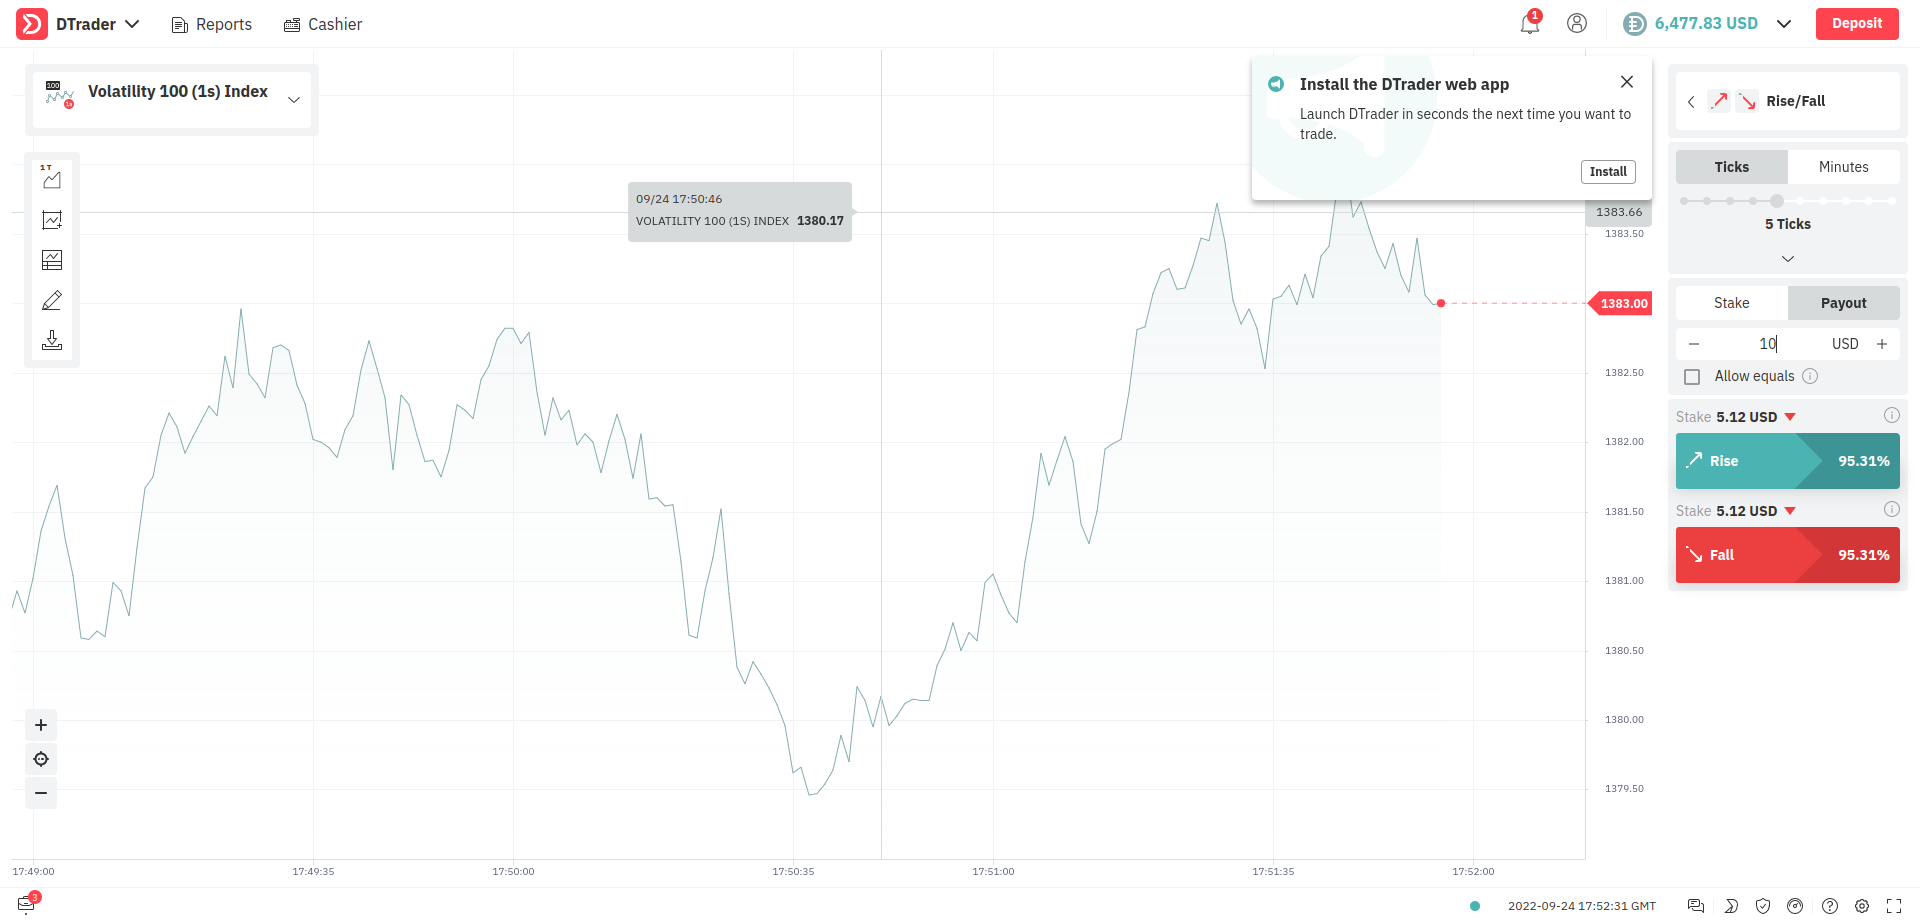 DTrader
Reports
Cashier
1
6,477.83 USD
Deposit
100
1s
Volatility 100 (1s) Index
Install the DTrader web app
Launch DTrader in seconds the next time you want to
trade.
Install
Rise/Fall
1 T
Ticks
Minutes
5 Ticks
09/24 17:50:46
VOLATILITY 100 (1S) INDEX 1380.17
1383.66
1383.50
1383.00
1382.50
1382.00
1381.50
1381.00
1380.50
1380.00
1379.50
Stake
Payout
10
USD
Allow equals
Stake 5.12 USD
Rise
95.31%
Stake 5.12 USD
Fall
95.31%
17:49:00
17:49:35
17:50:00
17:50:35
17:51:00
17:51:35
17:52:00
3
2022-09-24 17:52:31 GMT